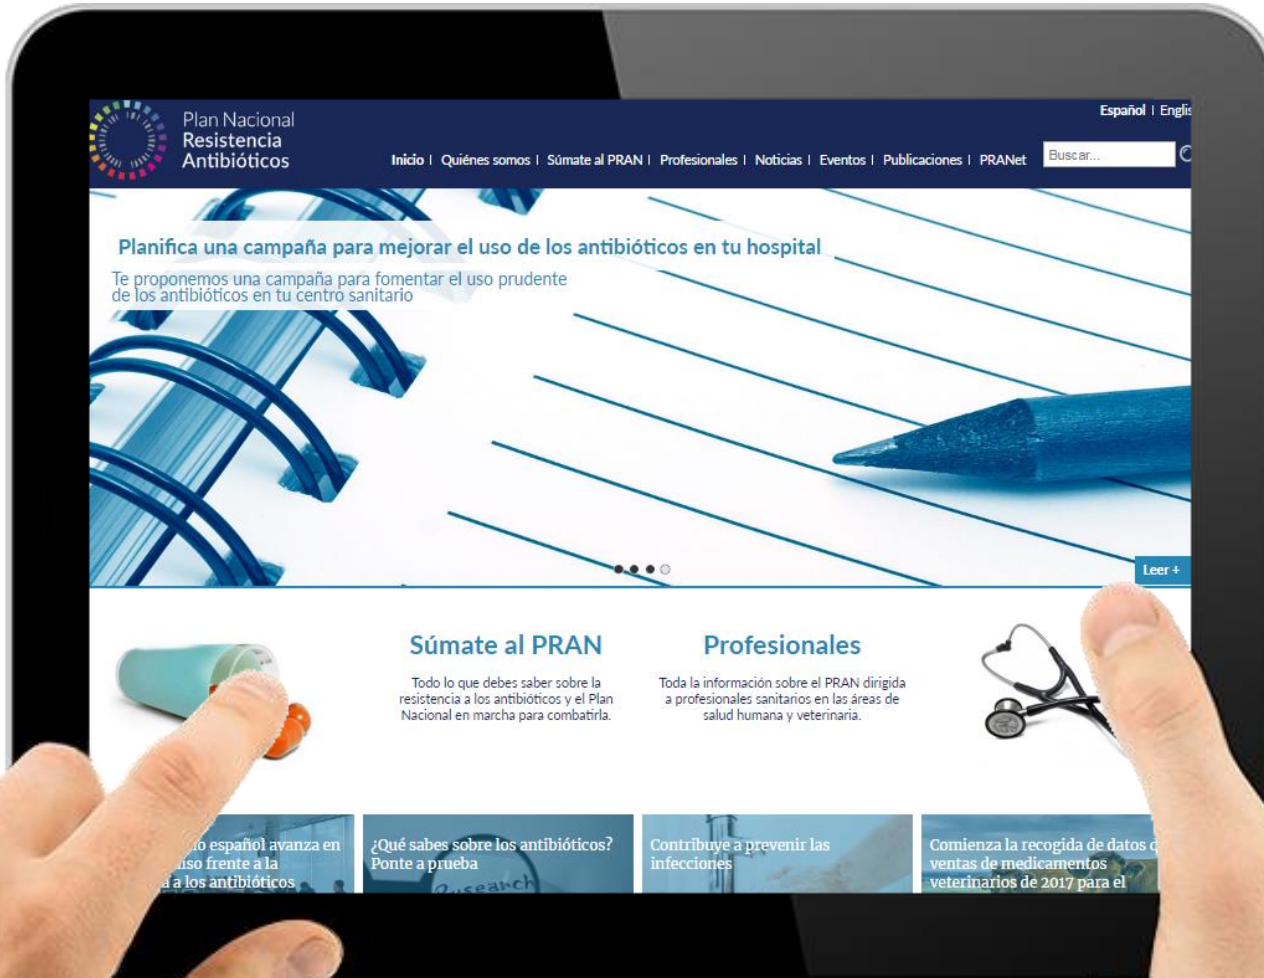 Español | Englis
Plan Nacional
Resistencia
Antibióticos
Inicio | Quiénes somos | Súmate al PRAN | Profesionales | Noticias | Eventos | Publicaciones | PRANet
Buscar...
Planifica una campaña para mejorar el uso de los antibióticos en tu hospital
Te proponemos una campaña para fomentar el uso prudente
de los antibióticos en tu centro sanitario
Leer +
Súmate al PRAN
Todo lo que debes saber sobre la
resistencia a los antibióticos y el Plan
Nacional en marcha para combatirla.
Profesionales
Toda la información sobre el PRAN dirigida
a profesionales sanitarios en las áreas de
salud humana y veterinaria.
español avanza en
frente a la
a los antibióticos
¿Qué sabes sobre los antibióticos?
Ponte a prueba
Research
Contribuye a prevenir las
infecciones
Comienza la recogida de datos
ventas de medicamentos
veterinarios de 2017 para el